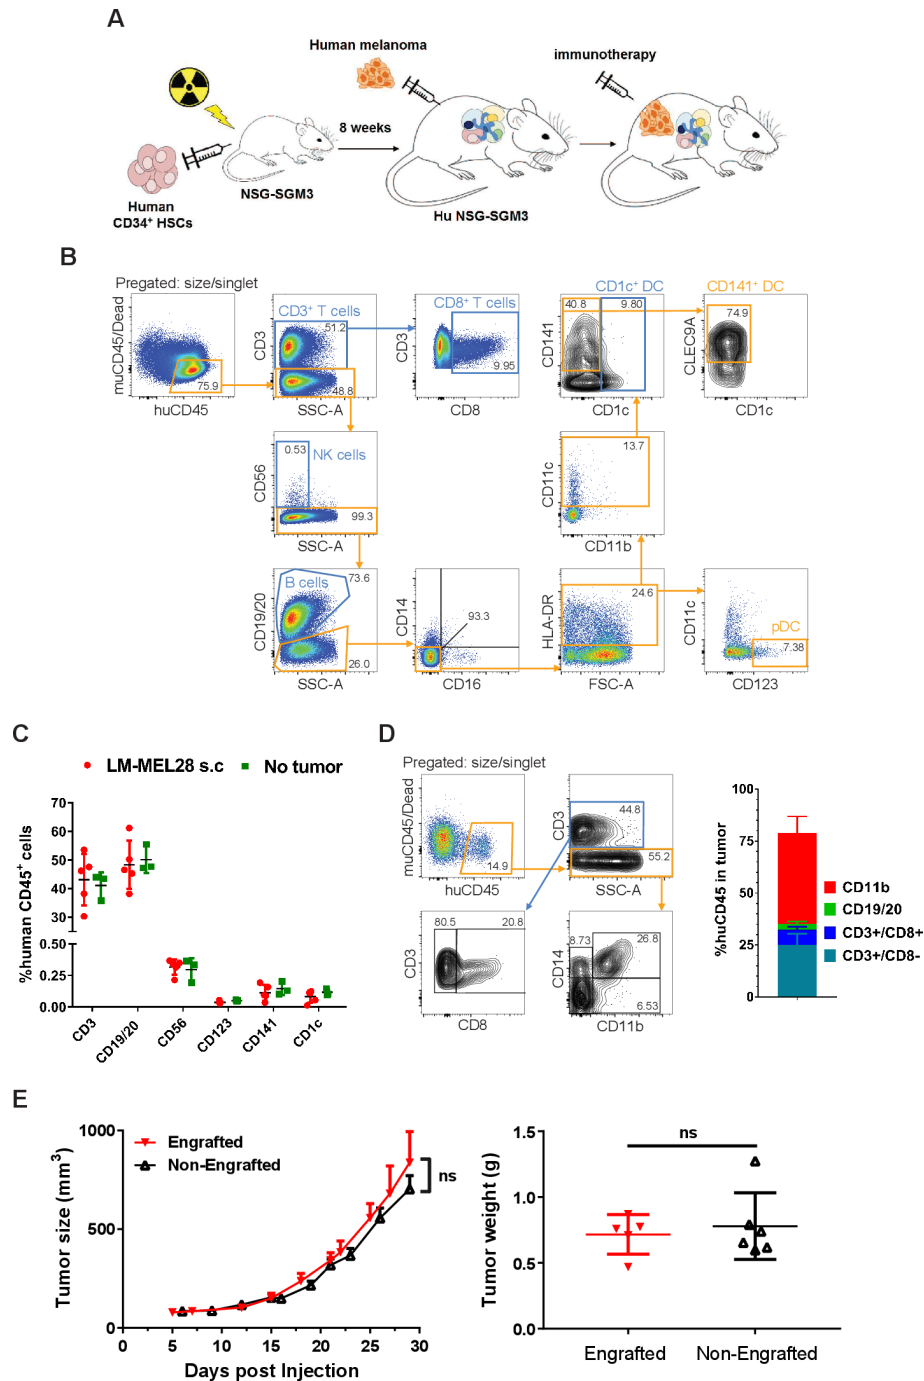 A
Human melanoma
immunotherapy
8 weeks
NSG-SGM3
Human
CD34+ HSCs
Hu NSG-SGM3
B
Pregated: size/singlet
muCD45/Dead
75.9
huCD45
CD3
CD3+ T cells
51.2
48.8
SSC-A
CD3
CD8+ T cells
9.95
CD8
CD1c+ DC
CD141
40.8
9.80
CD1c
CD141+ DC
CLEC9A
74.9
CD1c
CD56
0.53
NK cells
99.3
SSC-A
CD11c
13.7
CD11b
CD19/20
B cells
73.6
26.0
SSC-A
CD14
93.3
CD16
HLA-DR
24.6
FSC-A
CD11c
pDC
7.38
CD123
C
LM-MEL28 s.c
No tumor
%human CD45+ cells
70
60
50
40
30
0.50
0.25
0.00
CD3
CD19/20
CD56
CD123
CD141
CD1c
D
Pregated: size/singlet
muCD45/Dead
14.9
huCD45
CD3
44.8
55.2
SSC-A
CD3
80.5
20.8
CD8
CD14
8.73
26.8
6.53
CD11b
%huCD45 in tumor
100
75
50
25
0
CD11b
CD19/20
CD3+/CD8+
CD3+/CD8-
E
Tumor size (mm3)
1000
500
0
Engrafted
Non-Engrafted
ns
0
5
10
15
20
25
30
Days post Injection
Tumor weight (g)
1.5
1.0
0.5
0.0
ns
Engrafted
Non-Engrafted